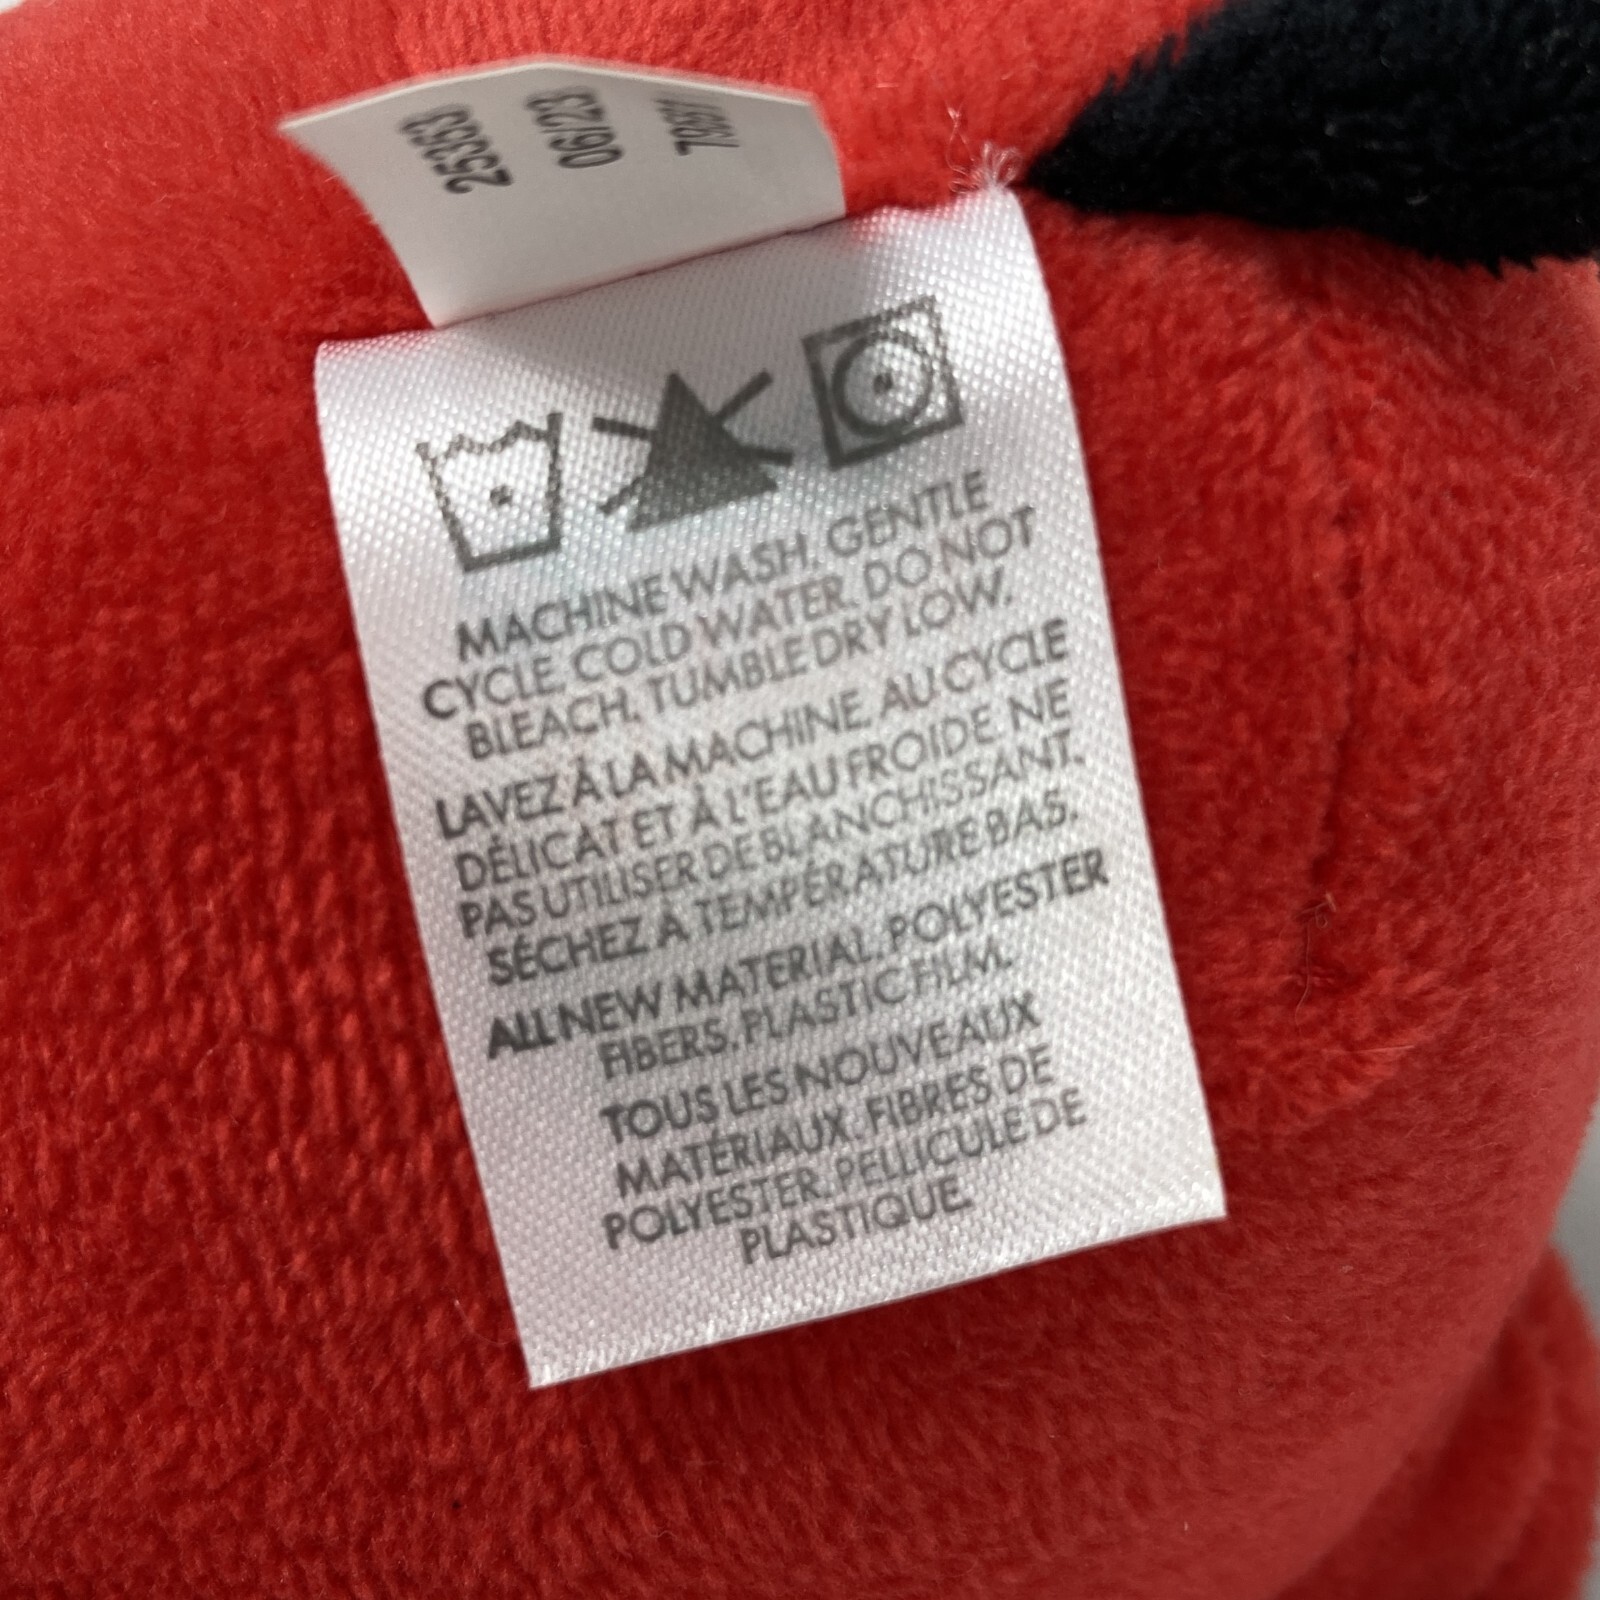 253653
06/23
MACHINE WASH, GENTLE
CYCLE, COLD WATER. DO NOT
BLEACH. TUMBLE DRY LOW.
LAVEZ À LA MACHINE AU CYCLE
DÉLICAT ET À L'EAU FROIDE NE
PAS UTILISER DE BLANCHISSANT.
SÉCHEZ À TEMPÉRATURE BAS.
ALL NEW MATERIAL. POLYESTER
FIBERS, PLASTIC FILM.
TOUS LES NOUVEAUX
MATÉRIAUX. FIBRES DE
POLYESTER, PELLICULE DE
PLASTIQUE.